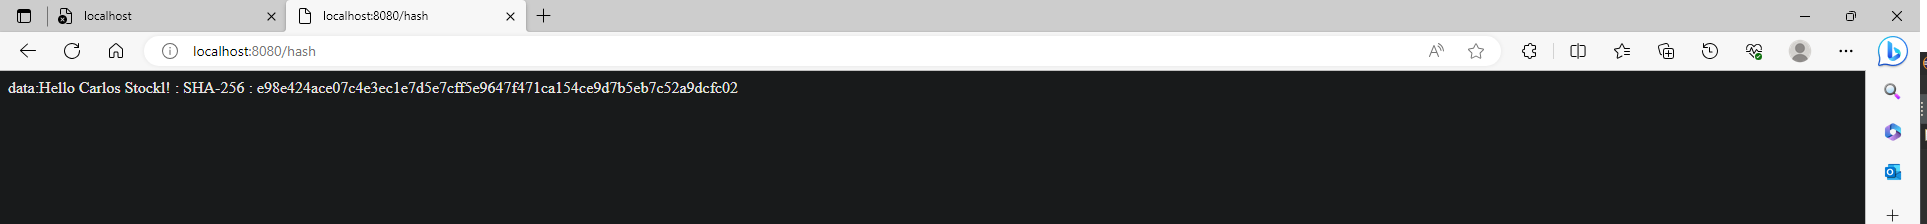 localhost
localhost:8080/hash
localhost:8080/hash
data:Hello Carlos Stockl! : SHA-256 : e98e424ace07c4e3ec1e7d5e7cff5e9647f471ca154ce9d7b5eb7c52a9dcfc02